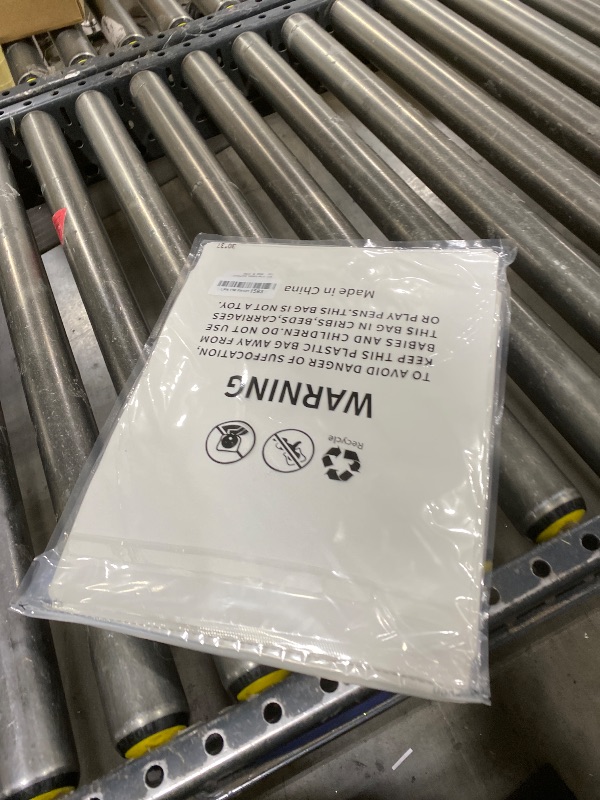 Recycle
WARNING
TO AVOID DANGER OF SUFFOCATION,
KEEP THIS PLASTIC BAG AWAY FROM
BABIES AND CHILDREN.DO NOT USE
THIS BAG IN CRIBS,BEDS,CARRIAGES
OR PLAY PENS.THIS BAG IS NOT A TOY.
Made in China